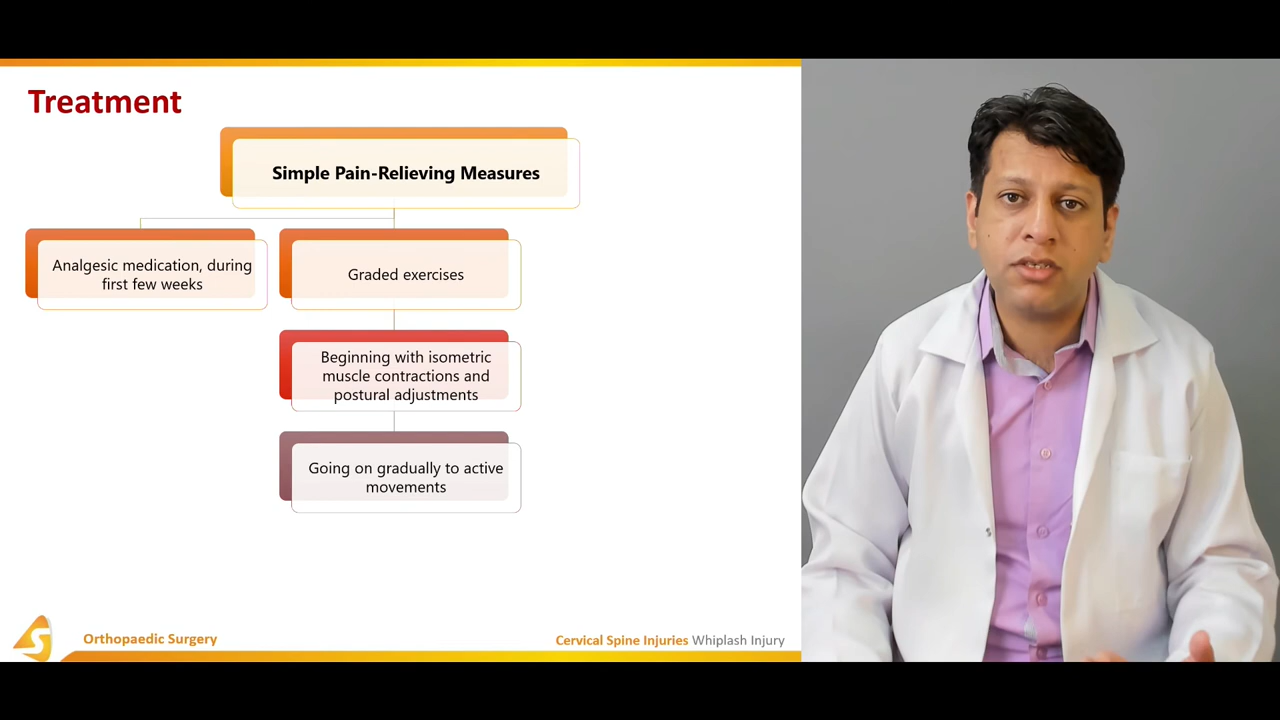 Treatment
Simple Pain-Relieving Measures
Analgesic medication, during
first few weeks
Graded exercises
Beginning with isometric
muscle contractions and
postural adjustments
Going on gradually to active
movements
S
Orthopaedic Surgery
Cervical Spine Injuries Whiplash Injury